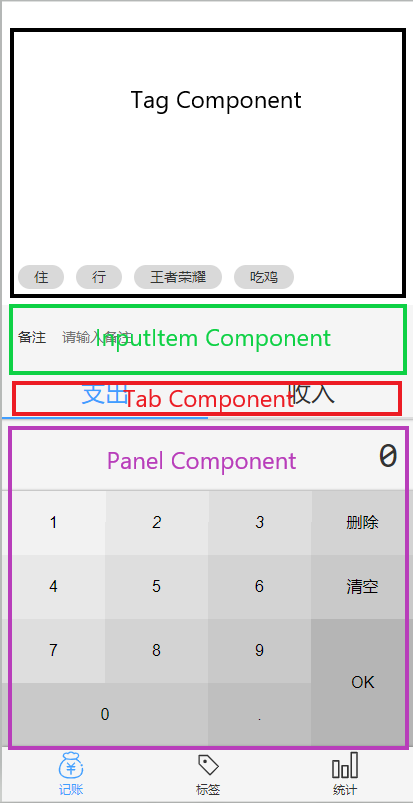 Tag Component
住 行 王者荣耀 吃鸡
备注 请输入备注
InputItem Component
支出 收入
Tab Component
0
Panel Component
1 2 3 删除
4 5 6 清空
7 8 9
OK
0 .
记账 标签 统计